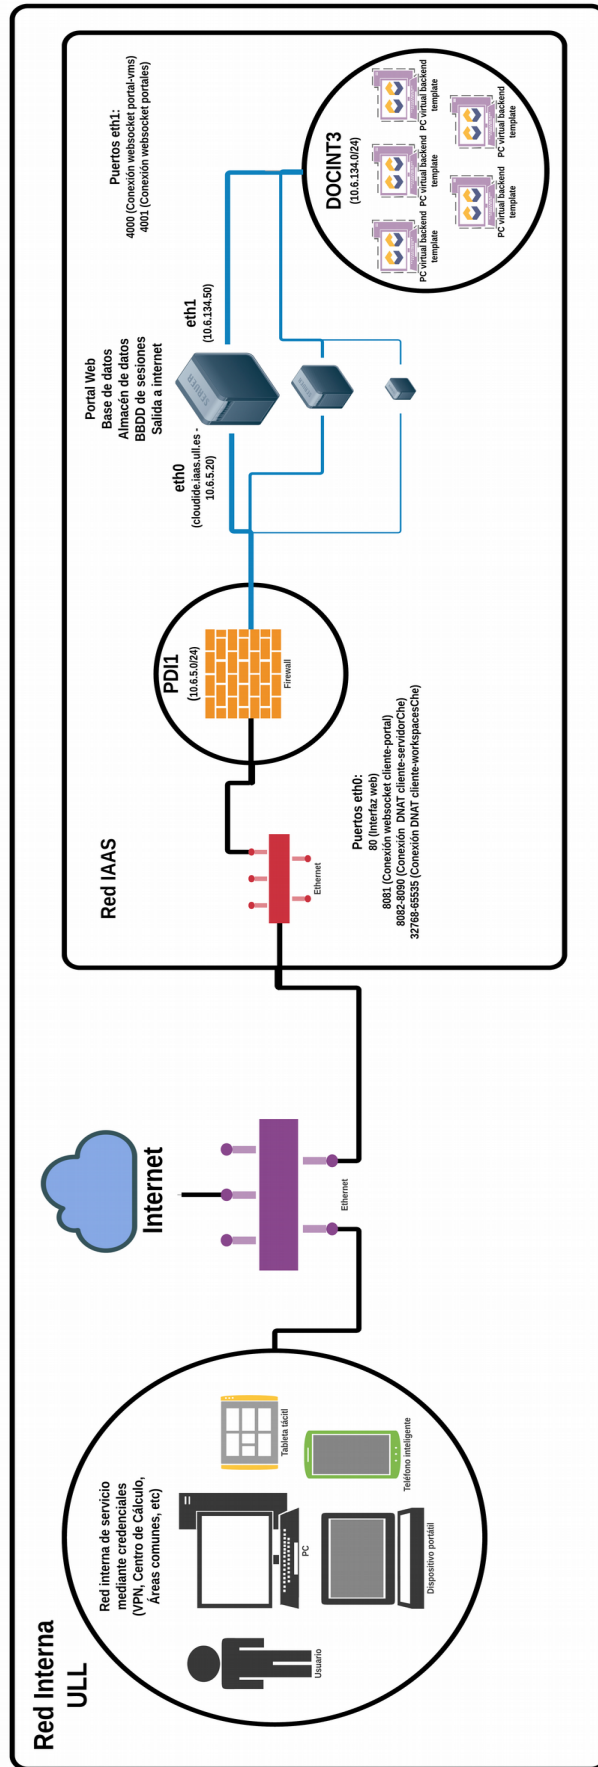 Red Interna
ULL
Red interna de servicio
mediante credenciales
(VPN, Centro de Cálculo,
Áreas comunes, etc)
Usuario
PC
Dispositivo portátil
Tableta tácitl
Teléfono inteligente
Internet
Ethernet
Red IAAS
Ethernet
Puertos eth0:
80 (Interfaz web)
8081 (Conexión websocket cliente-portal)
8082-8090 (Conexión DNAT cliente-servidorChe)
32768-65535 (Conexión DNAT cliente-workspacesChe)
PDI1
(10.6.5.0/24)
Firewall
Portal Web
Base de datos
Almacén de datos
BBDD de sesiones
Salida a internet
eth0
(cloudide.iaas.ull.es -
10.6.5.20)
SERVER
eth1
(10.6.134.50)
Puertos eth1:
4000 (Conexión websocket portal-vms)
4001 (Conexión websocket portales)
DOCINT3
(10.6.134.0/24)
PC virtual backend
template
PC virtual backend
template
PC virtual backend
template
PC virtual backend
template
PC virtual backend
template